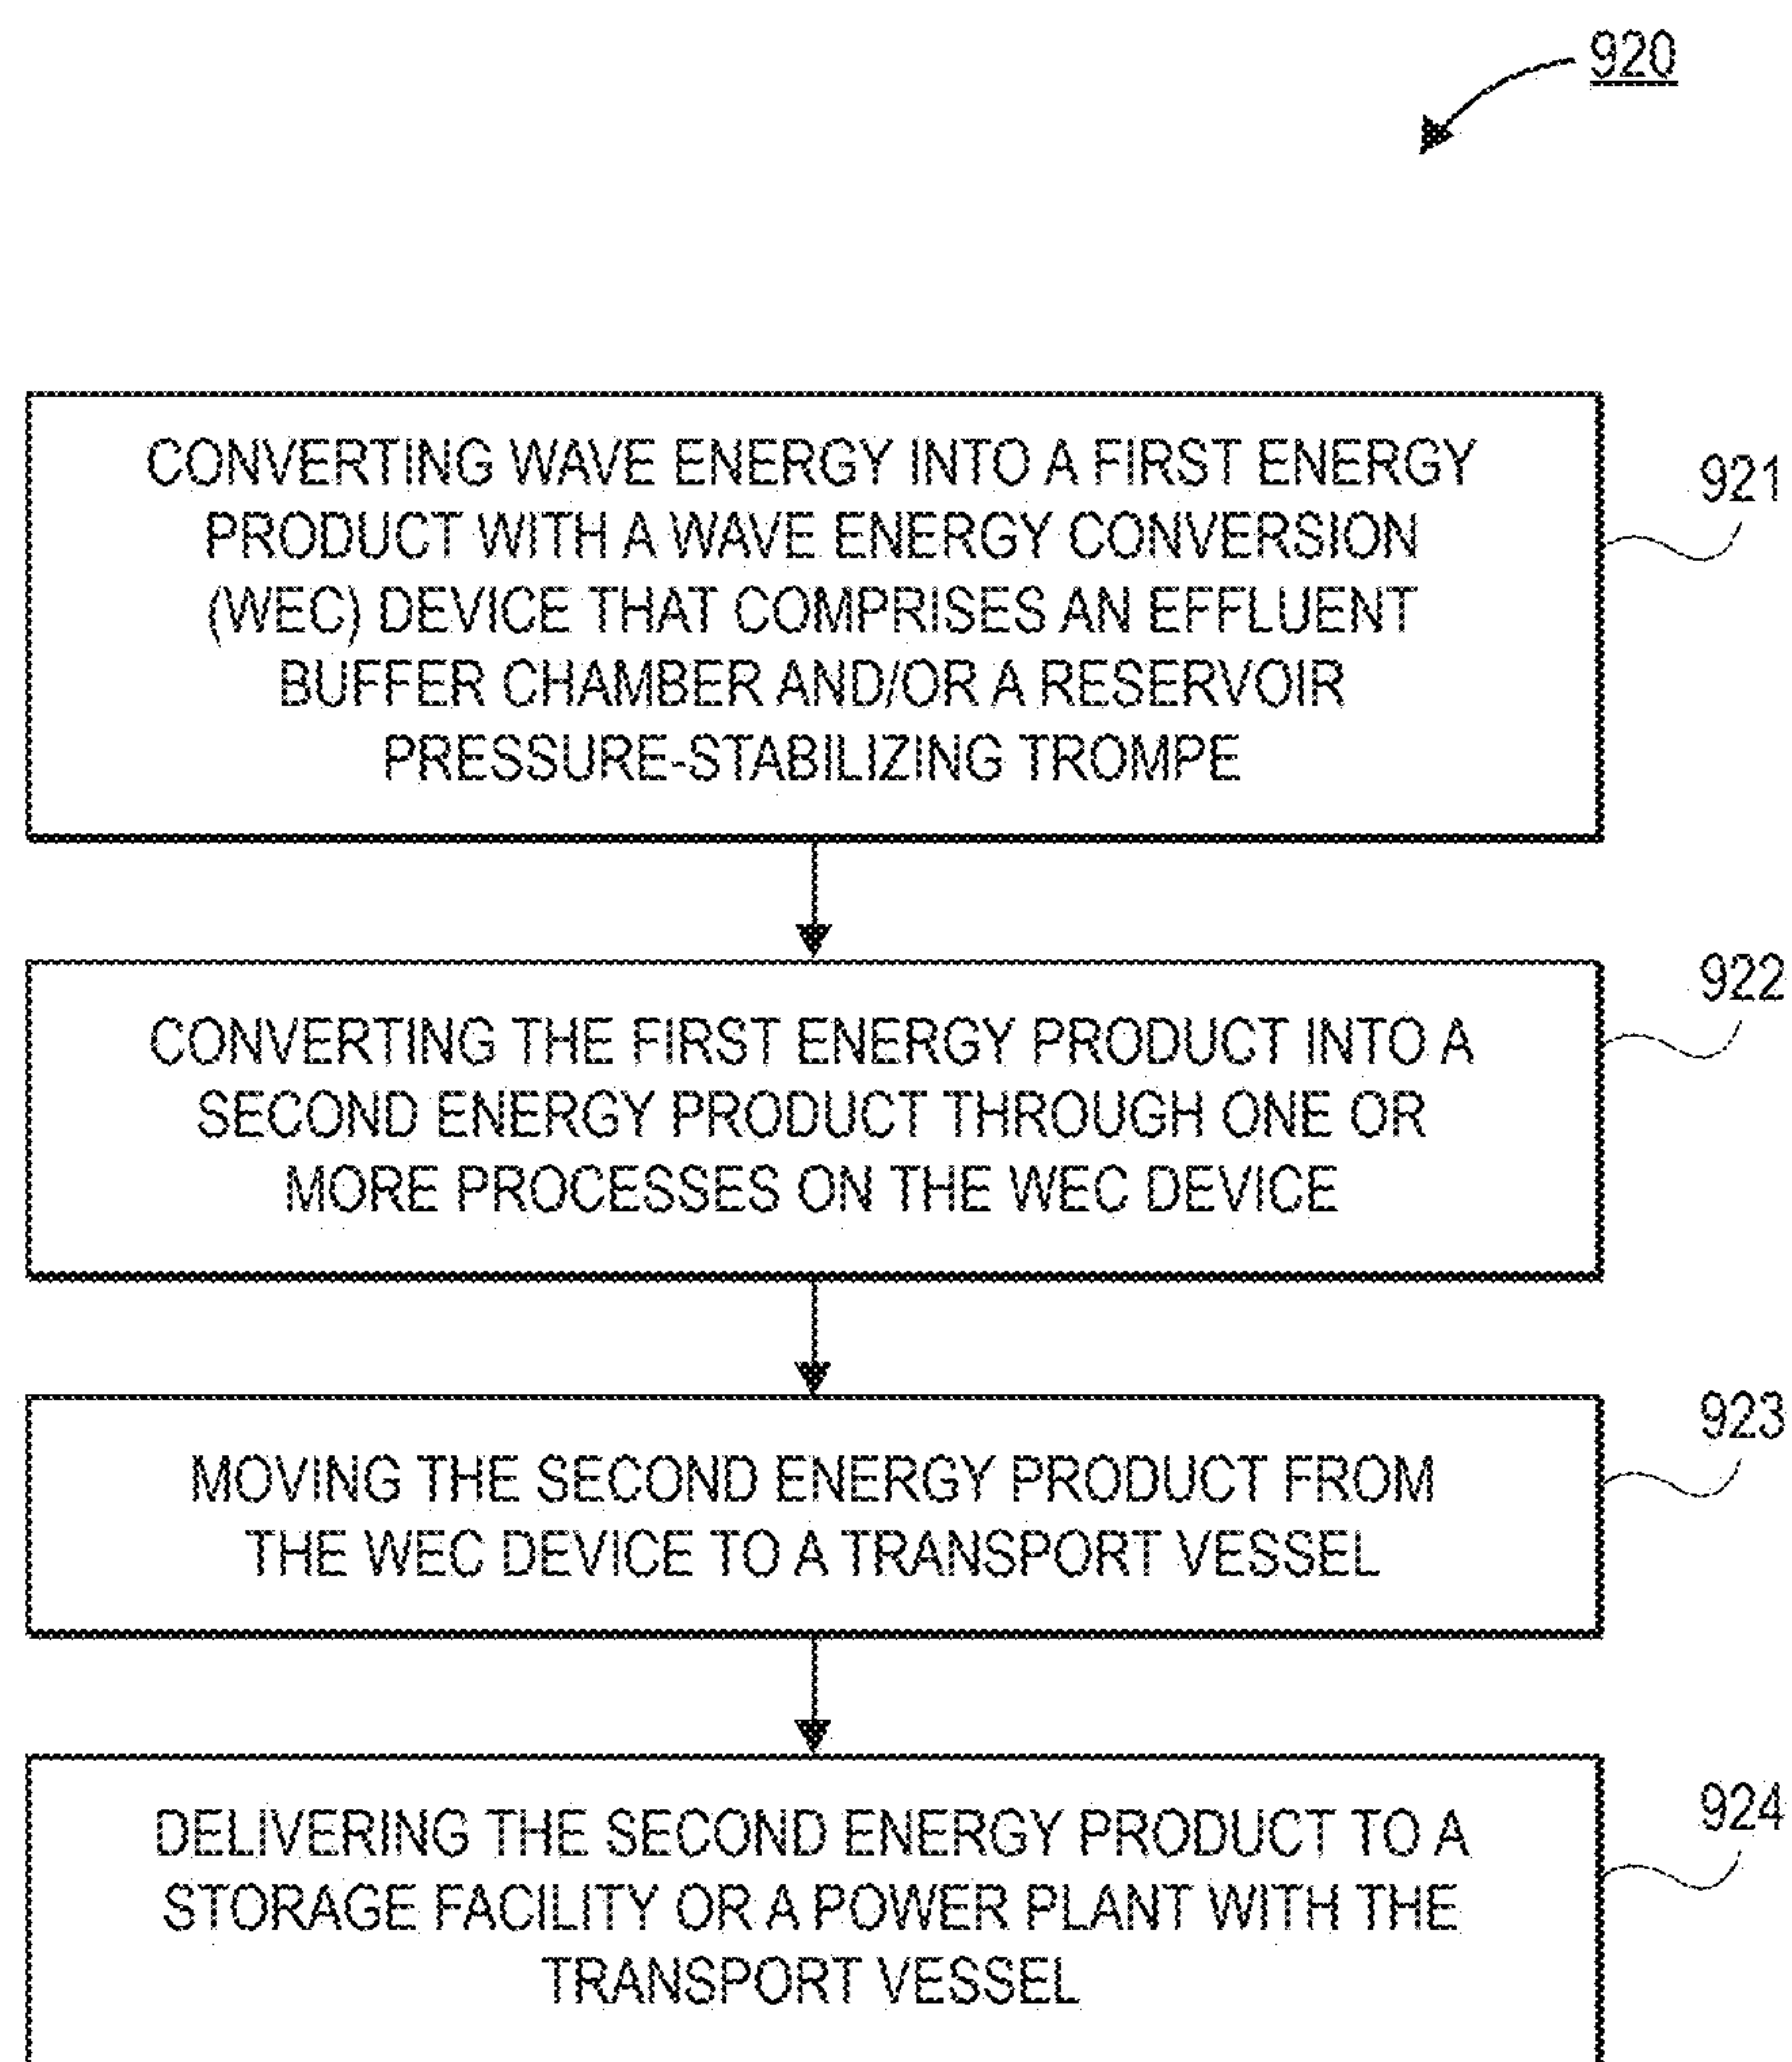 920
CONVERTING WAVE ENERGY INTO A FIRST ENERGY
PRODUCT WITH A WAVE ENERGY CONVERSION
(WEC) DEVICE THAT COMPRISES AN EFFLUENT
BUFFER CHAMBER AND/OR A RESERVOIR
PRESSURE-STABILIZING TROMPE
921
CONVERTING THE FIRST ENERGY PRODUCT INTO A
SECOND ENERGY PRODUCT THROUGH ONE OR
MORE PROCESSES ON THE WEC DEVICE
922
MOVING THE SECOND ENERGY PRODUCT FROM
THE WEC DEVICE TO A TRANSPORT VESSEL
923
DELIVERING THE SECOND ENERGY PRODUCT TO A
STORAGE FACILITY OR A POWER PLANT WITH THE
TRANSPORT VESSEL
924